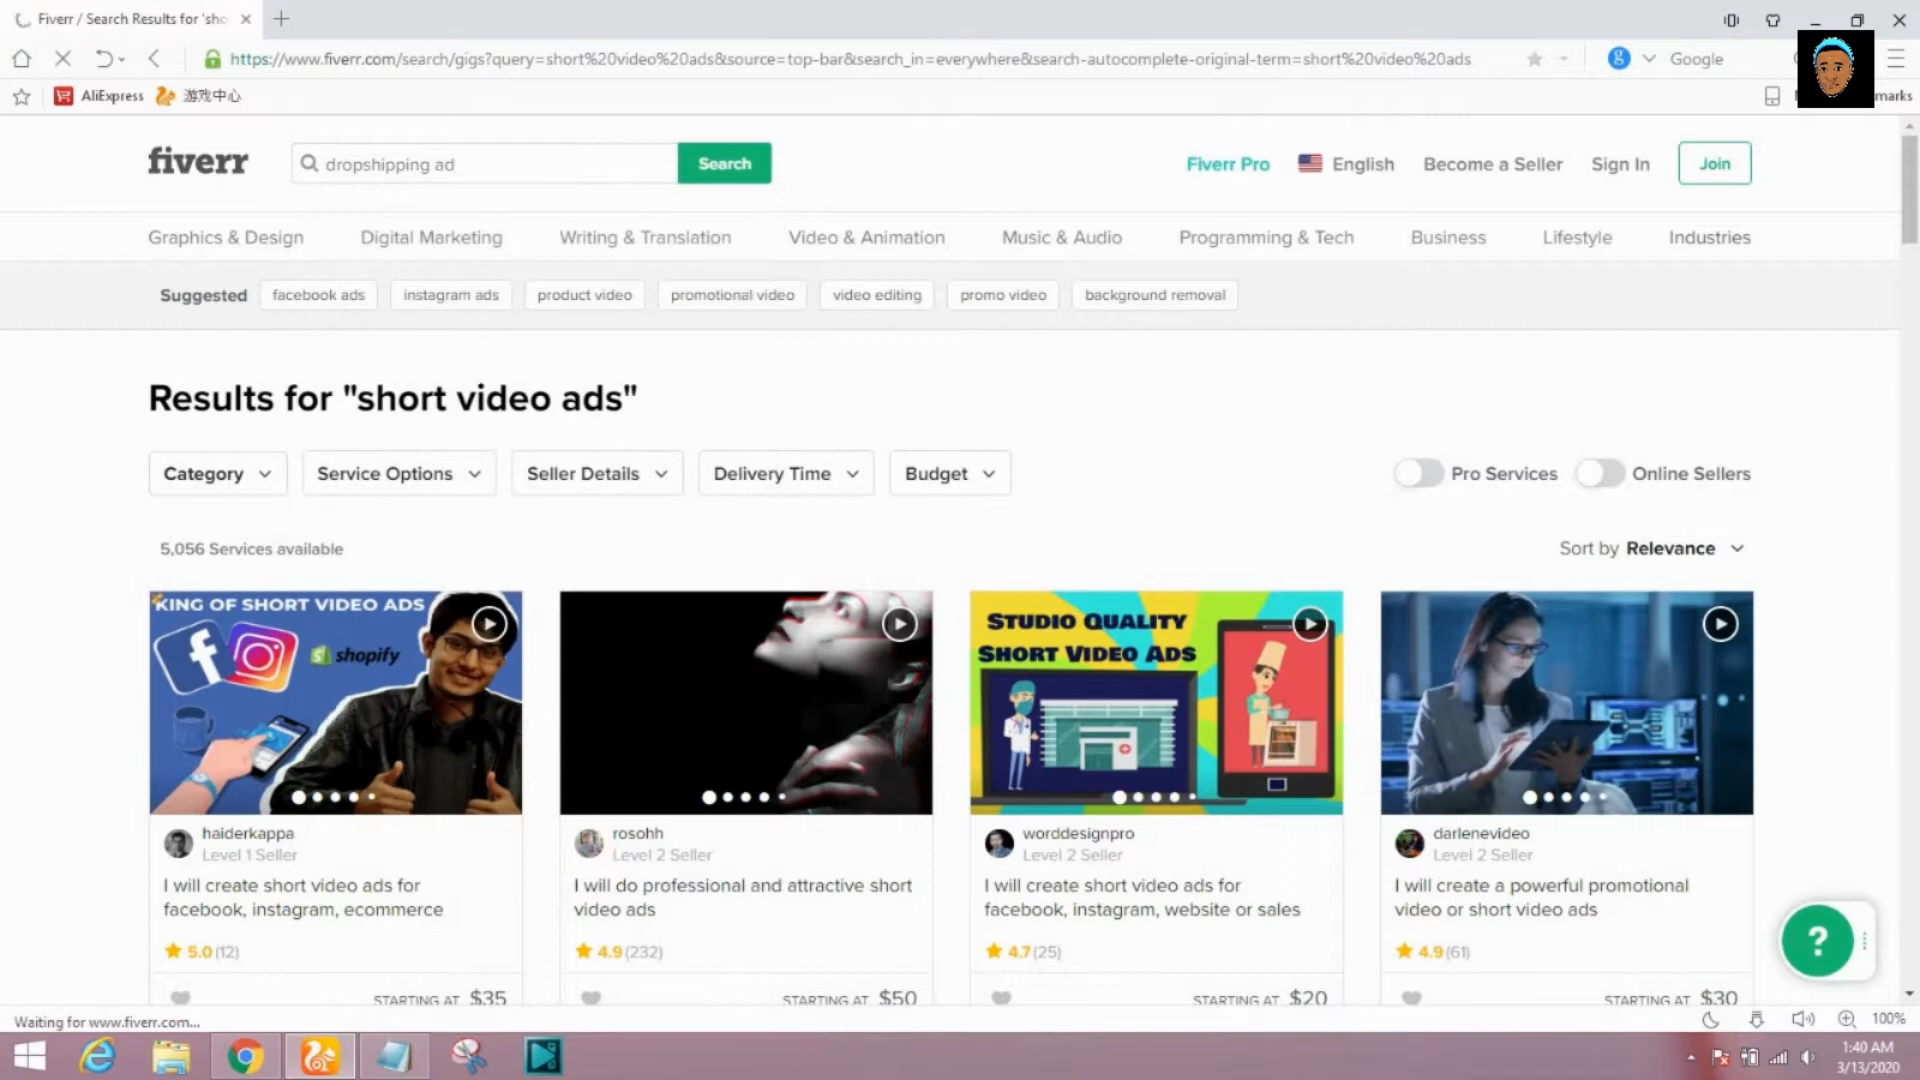 Fiverr / Search Results for 'sho
https://www.fiverr.com/search/gigs?query=short%20video%20ads&source=top-bar&search_in=everywhere&search-autocomplete-original-term=short%20video%20ads
Google
AliExpress 游戏中心
marks
fiverr
dropshipping ad
Search
Fiverr Pro English Become a Seller Sign In Join
Graphics & Design Digital Marketing Writing & Translation Video & Animation Music & Audio Programming & Tech Business Lifestyle Industries
Suggested facebook ads instagram ads product video promotional video video editing promo video background removal
Results for "short video ads"
Category Service Options Seller Details Delivery Time Budget Pro Services Online Sellers
5,056 Services available Sort by Relevance
KING OF SHORT VIDEO ADS
shopify
STUDIO QUALITY
SHORT VIDEO ADS
haiderkappa
Level 1 Seller
I will create short video ads for
facebook, instagram, ecommerce
5.0 (12)
STARTING AT $35
rosohh
Level 2 Seller
I will do professional and attractive short
video ads
4.9 (232)
STARTING AT $50
worddesignpro
Level 2 Seller
I will create short video ads for
facebook, instagram, website or sales
4.7 (25)
STARTING AT $20
darlenevideo
Level 2 Seller
I will create a powerful promotional
video or short video ads
4.9 (61)
STARTING AT $30
?
Waiting for www.fiverr.com...
100%
1:40 AM
3/13/2020